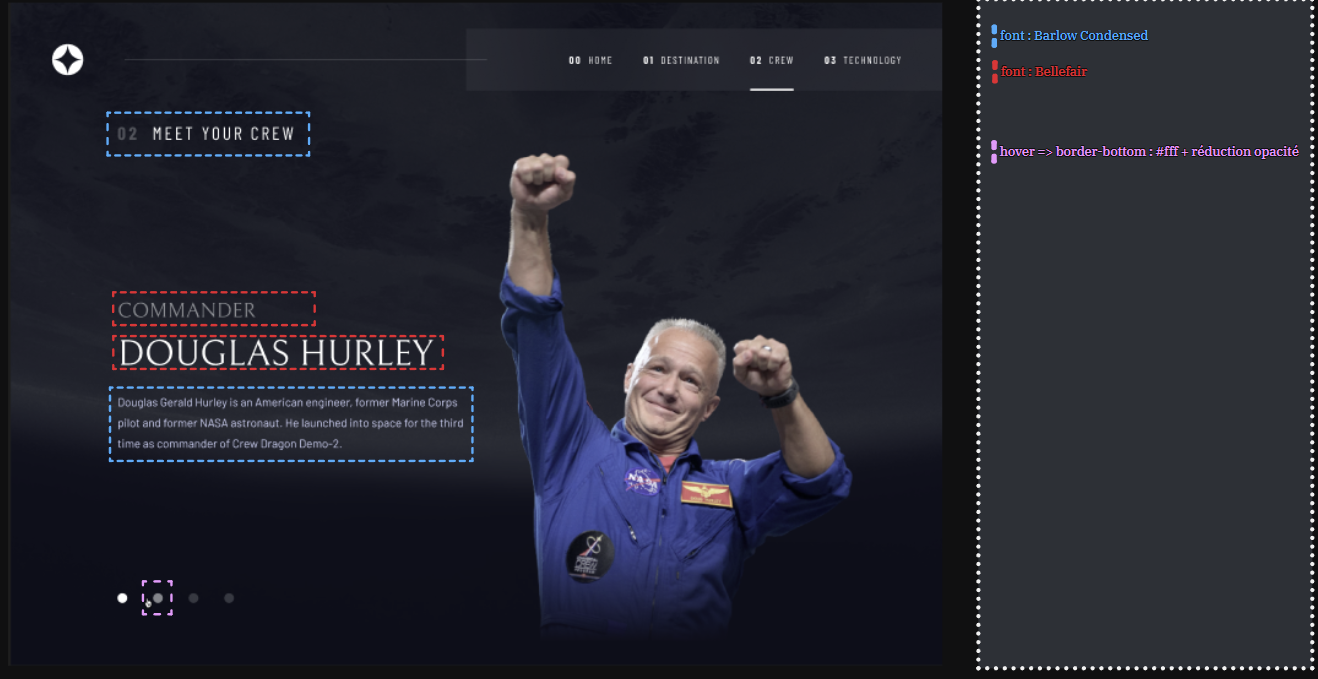 00 HOME 01 DESTINATION 02 CREW 03 TECHNOLOGY
02 MEET YOUR CREW
COMMANDER
DOUGLAS HURLEY
Douglas Gerald Hurley is an American engineer, former Marine Corps
pilot and former NASA astronaut. He launched into space for the third
time as commander of Crew Dragon Demo-2.
NASA
font : Barlow Condensed
font : Bellefair
hover => border-bottom : #fff + réduction opacité